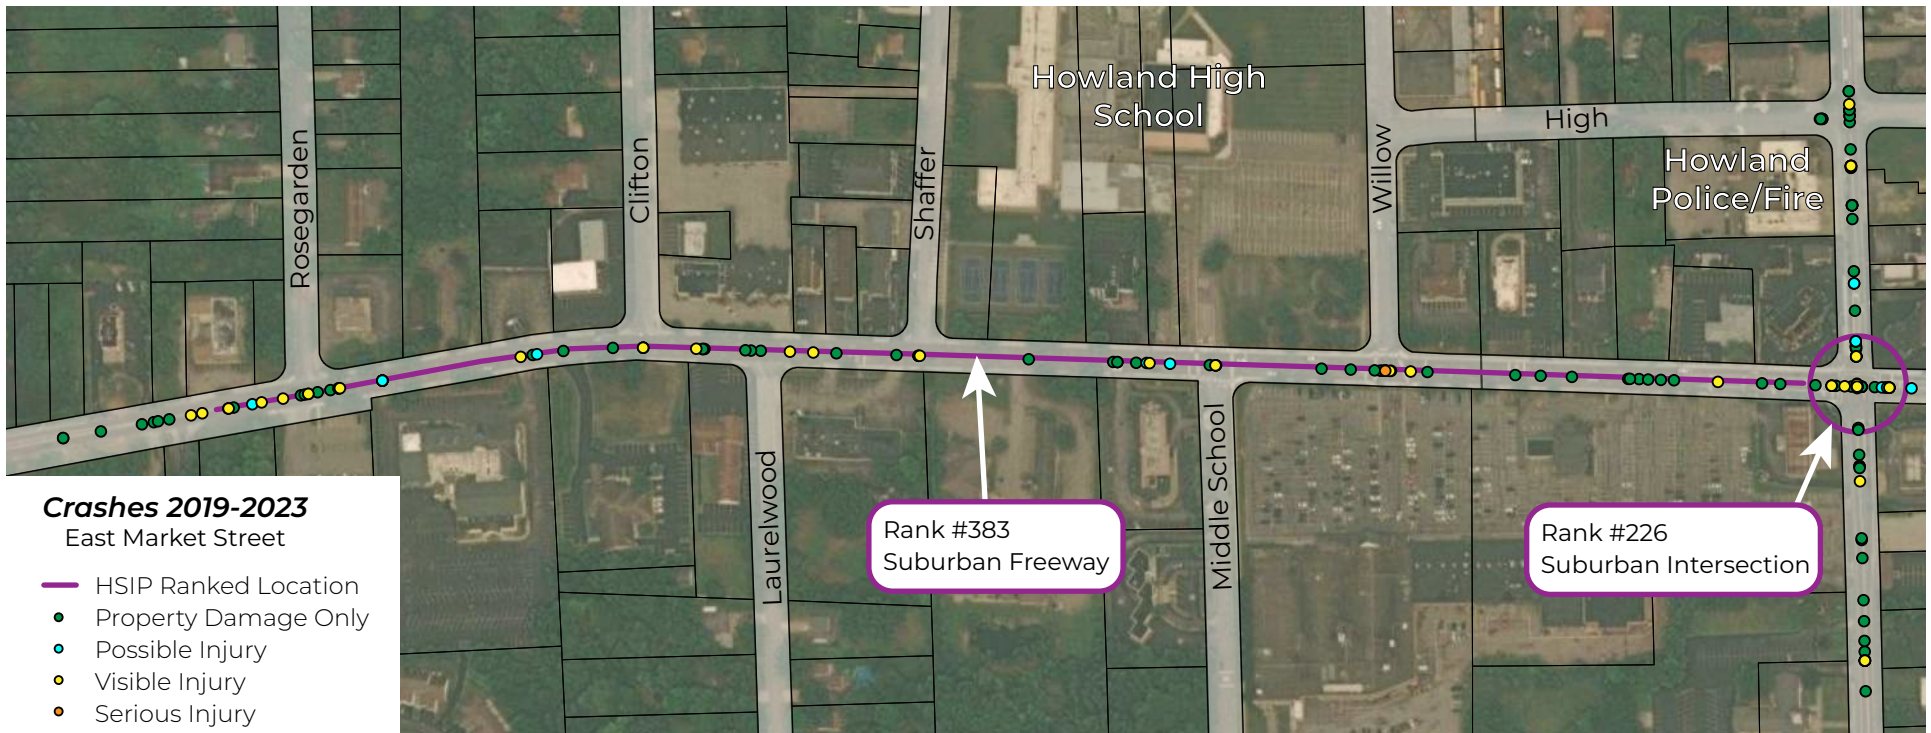 Howland High
School
High
Howland
Police/Fire
Rosegarden
Clifton
Shaffer
Willow
Laurelwood
Middle School
Rank #383
Suburban Freeway
Rank #226
Suburban Intersection
Crashes 2019-2023
East Market Street
HSIP Ranked Location
Property Damage Only
Possible Injury
Visible Injury
Serious Injury